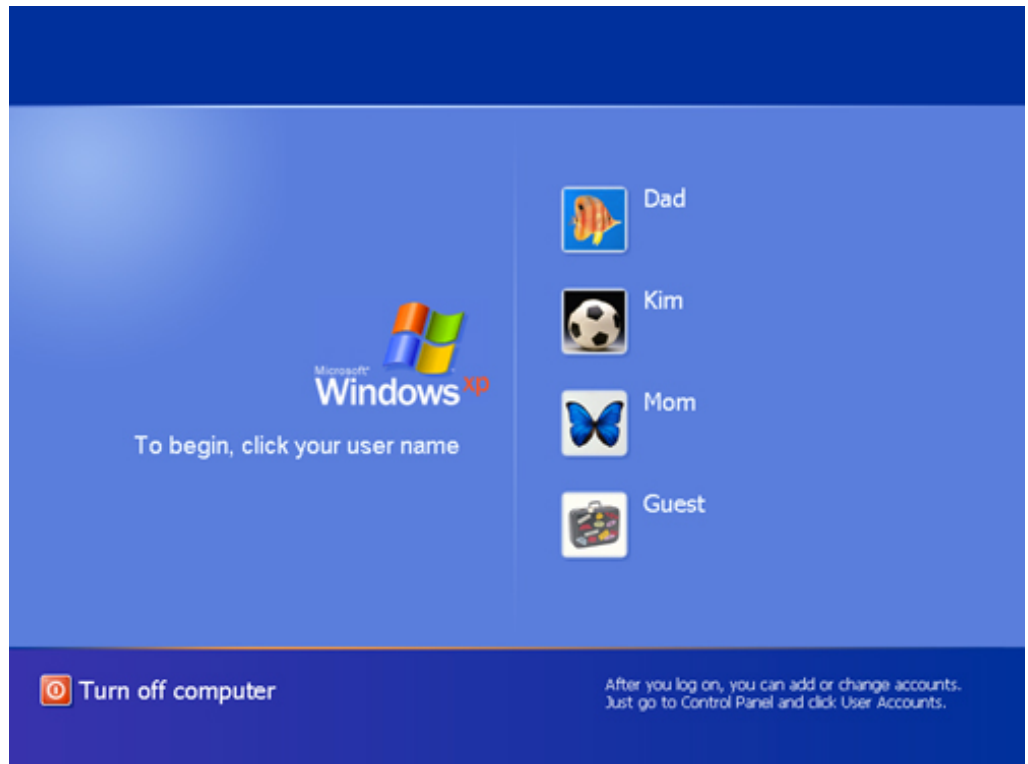 Microsoft®
Windows xp
To begin, click your user name
Dad
Kim
Mom
Guest
Turn off computer
After you log on, you can add or change accounts.
Just go to Control Panel and click User Accounts.